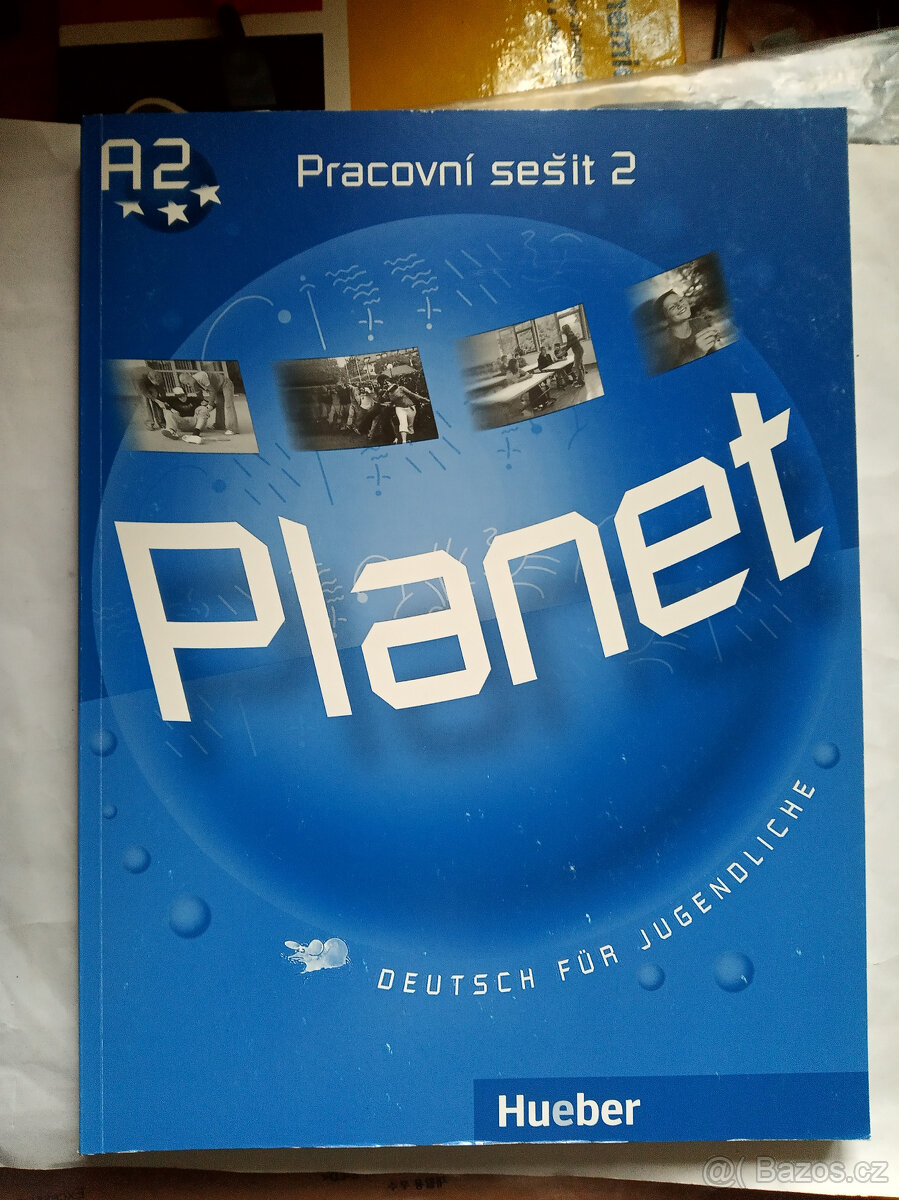 A2
Pracovní sešit 2
Planet
DEUTSCH FÜR JUGENDLICHE
Hueber
@( Bazos.cz